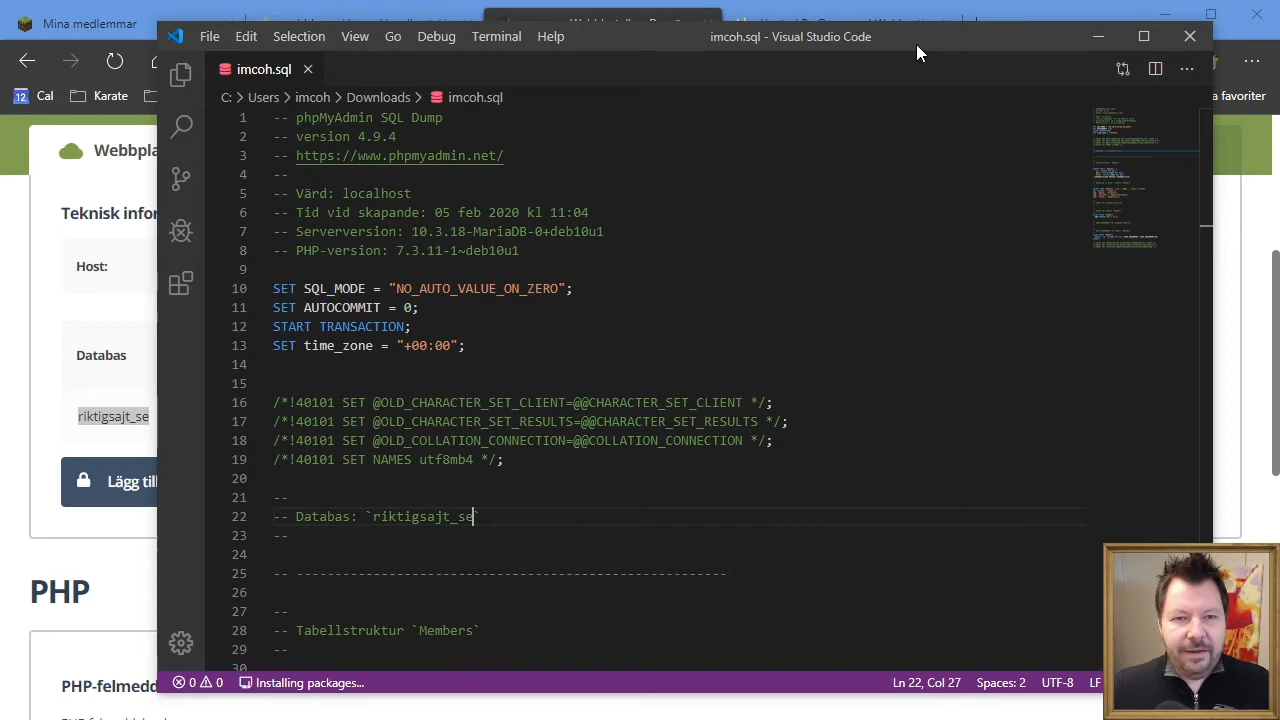 Mina medlemmar
Cal
Karate
a favoriter
Webbpla
Teknisk infor
Host:
Databas
riktigsajt_se
Lägg till
PHP
PHP-felmedd
File Edit Selection View Go Debug Terminal Help
imcoh.sql - Visual Studio Code
imcoh.sql
C: > Users > imcoh > Downloads > imcoh.sql
1 -- phpMyAdmin SQL Dump
2 -- version 4.9.4
3 -- https://www.phpmyadmin.net/
4 --
5 -- Värd: localhost
6 -- Tid vid skapande: 05 feb 2020 kl 11:04
7 -- Serverversion: 10.3.18-MariaDB-0+deb10u1
8 -- PHP-version: 7.3.11-1~deb10u1
9
10 SET SQL_MODE = "NO_AUTO_VALUE_ON_ZERO";
11 SET AUTOCOMMIT = 0;
12 START TRANSACTION;
13 SET time_zone = "+00:00";
14
15
16 /*!40101 SET @OLD_CHARACTER_SET_CLIENT=@@CHARACTER_SET_CLIENT */;
17 /*!40101 SET @OLD_CHARACTER_SET_RESULTS=@@CHARACTER_SET_RESULTS */;
18 /*!40101 SET @OLD_COLLATION_CONNECTION=@@COLLATION_CONNECTION */;
19 /*!40101 SET NAMES utf8mb4 */;
20
21 --
22 -- Databas: `riktigsajt_se`
23 --
24
25 -- --------------------------------------------------------
26
27 --
28 -- Tabellstruktur `Members`
29 --
30
0 0 Installing packages...
Ln 22, Col 27 Spaces: 2 UTF-8 LF